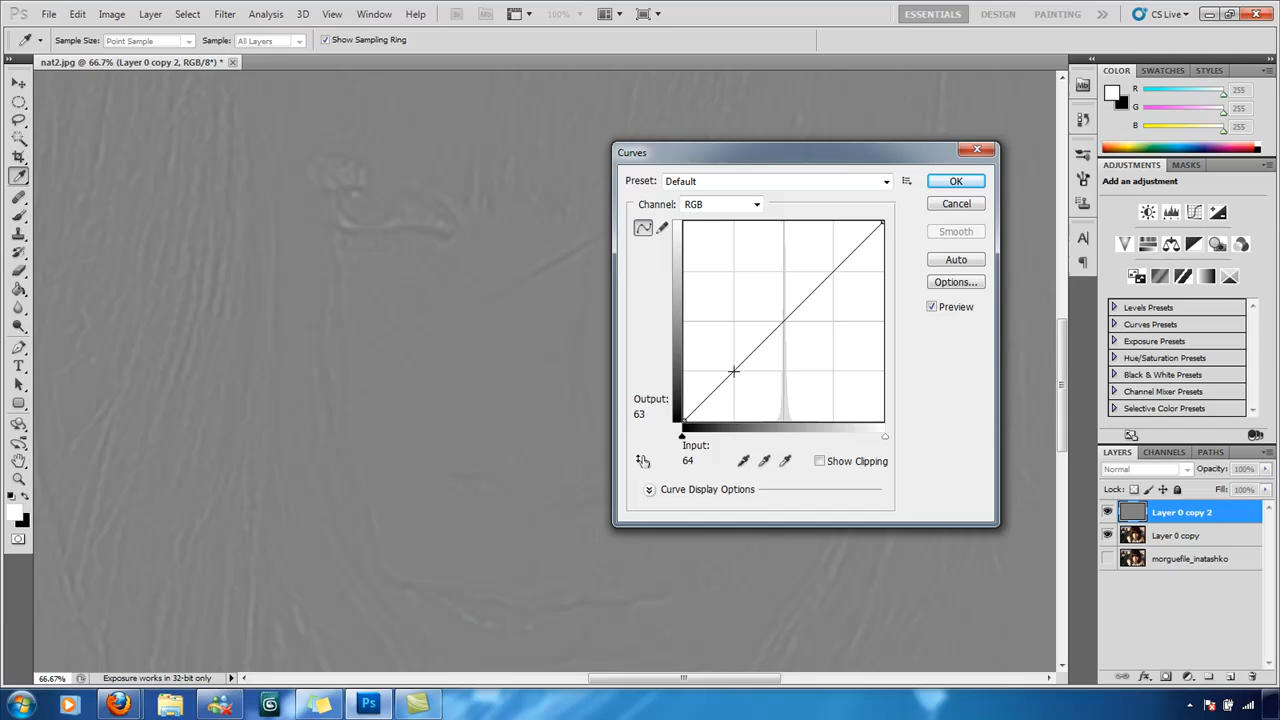 Ps File Edit Image Layer Select Filter Analysis 3D View Window Help Mb 100% ESSENTIALS DESIGN PAINTING CS Live
Sample Size: Point Sample Sample: All Layers Show Sampling Ring
nat2.jpg @ 66.7% (Layer 0 copy 2, RGB/8*) *
COLOR SWATCHES STYLES
R 255
G 255
B 255
ADJUSTMENTS MASKS
Add an adjustment
Levels Presets
Curves Presets
Exposure Presets
Hue/Saturation Presets
Black & White Presets
Channel Mixer Presets
Selective Color Presets
LAYERS CHANNELS PATHS
Normal Opacity: 100%
Lock: Fill: 100%
Layer 0 copy 2
Layer 0 copy
morguefile_inatashko
Curves
Preset: Default OK
Channel: RGB Cancel
Smooth
Auto
Options...
Preview
Output:
63
Input:
64
Show Clipping
Curve Display Options
66.67% Exposure works in 32-bit only
Ps